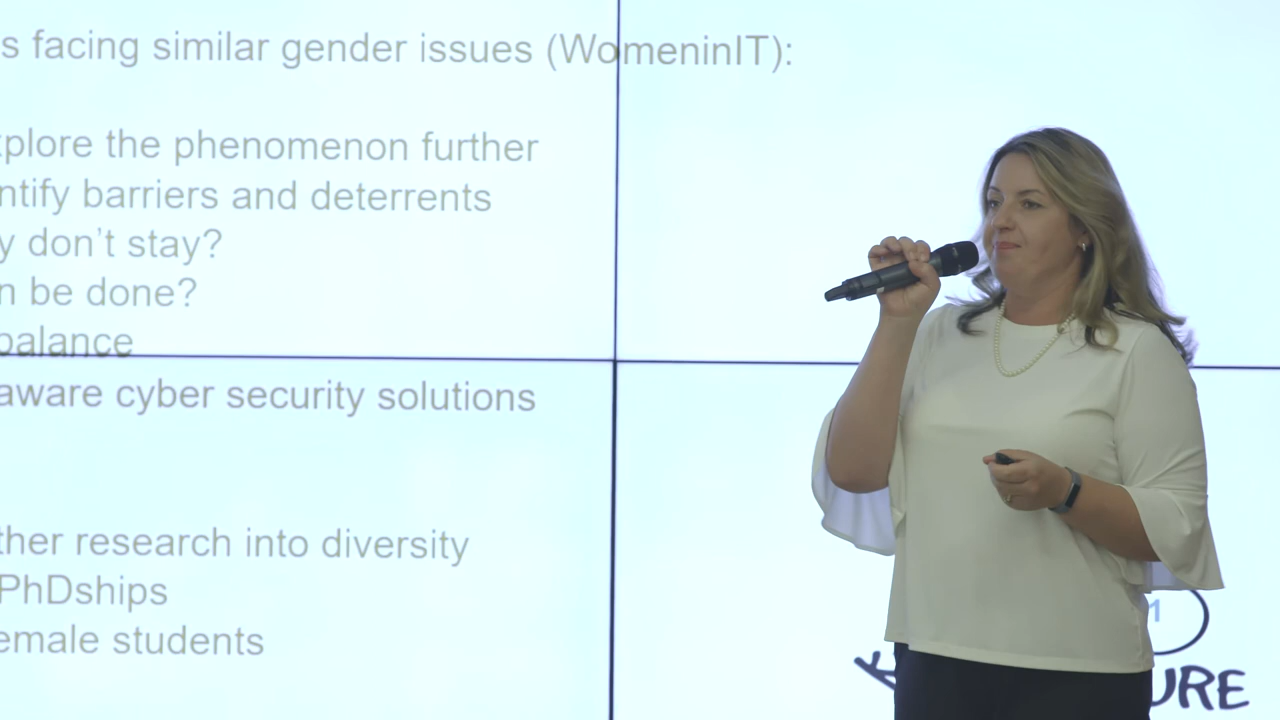 s facing similar gender issues (WomeninIT):
xplore the phenomenon further
ntify barriers and deterrents
y don't stay?
n be done?
balance
aware cyber security solutions
ther research into diversity
PhDships
emale students
1
K URE